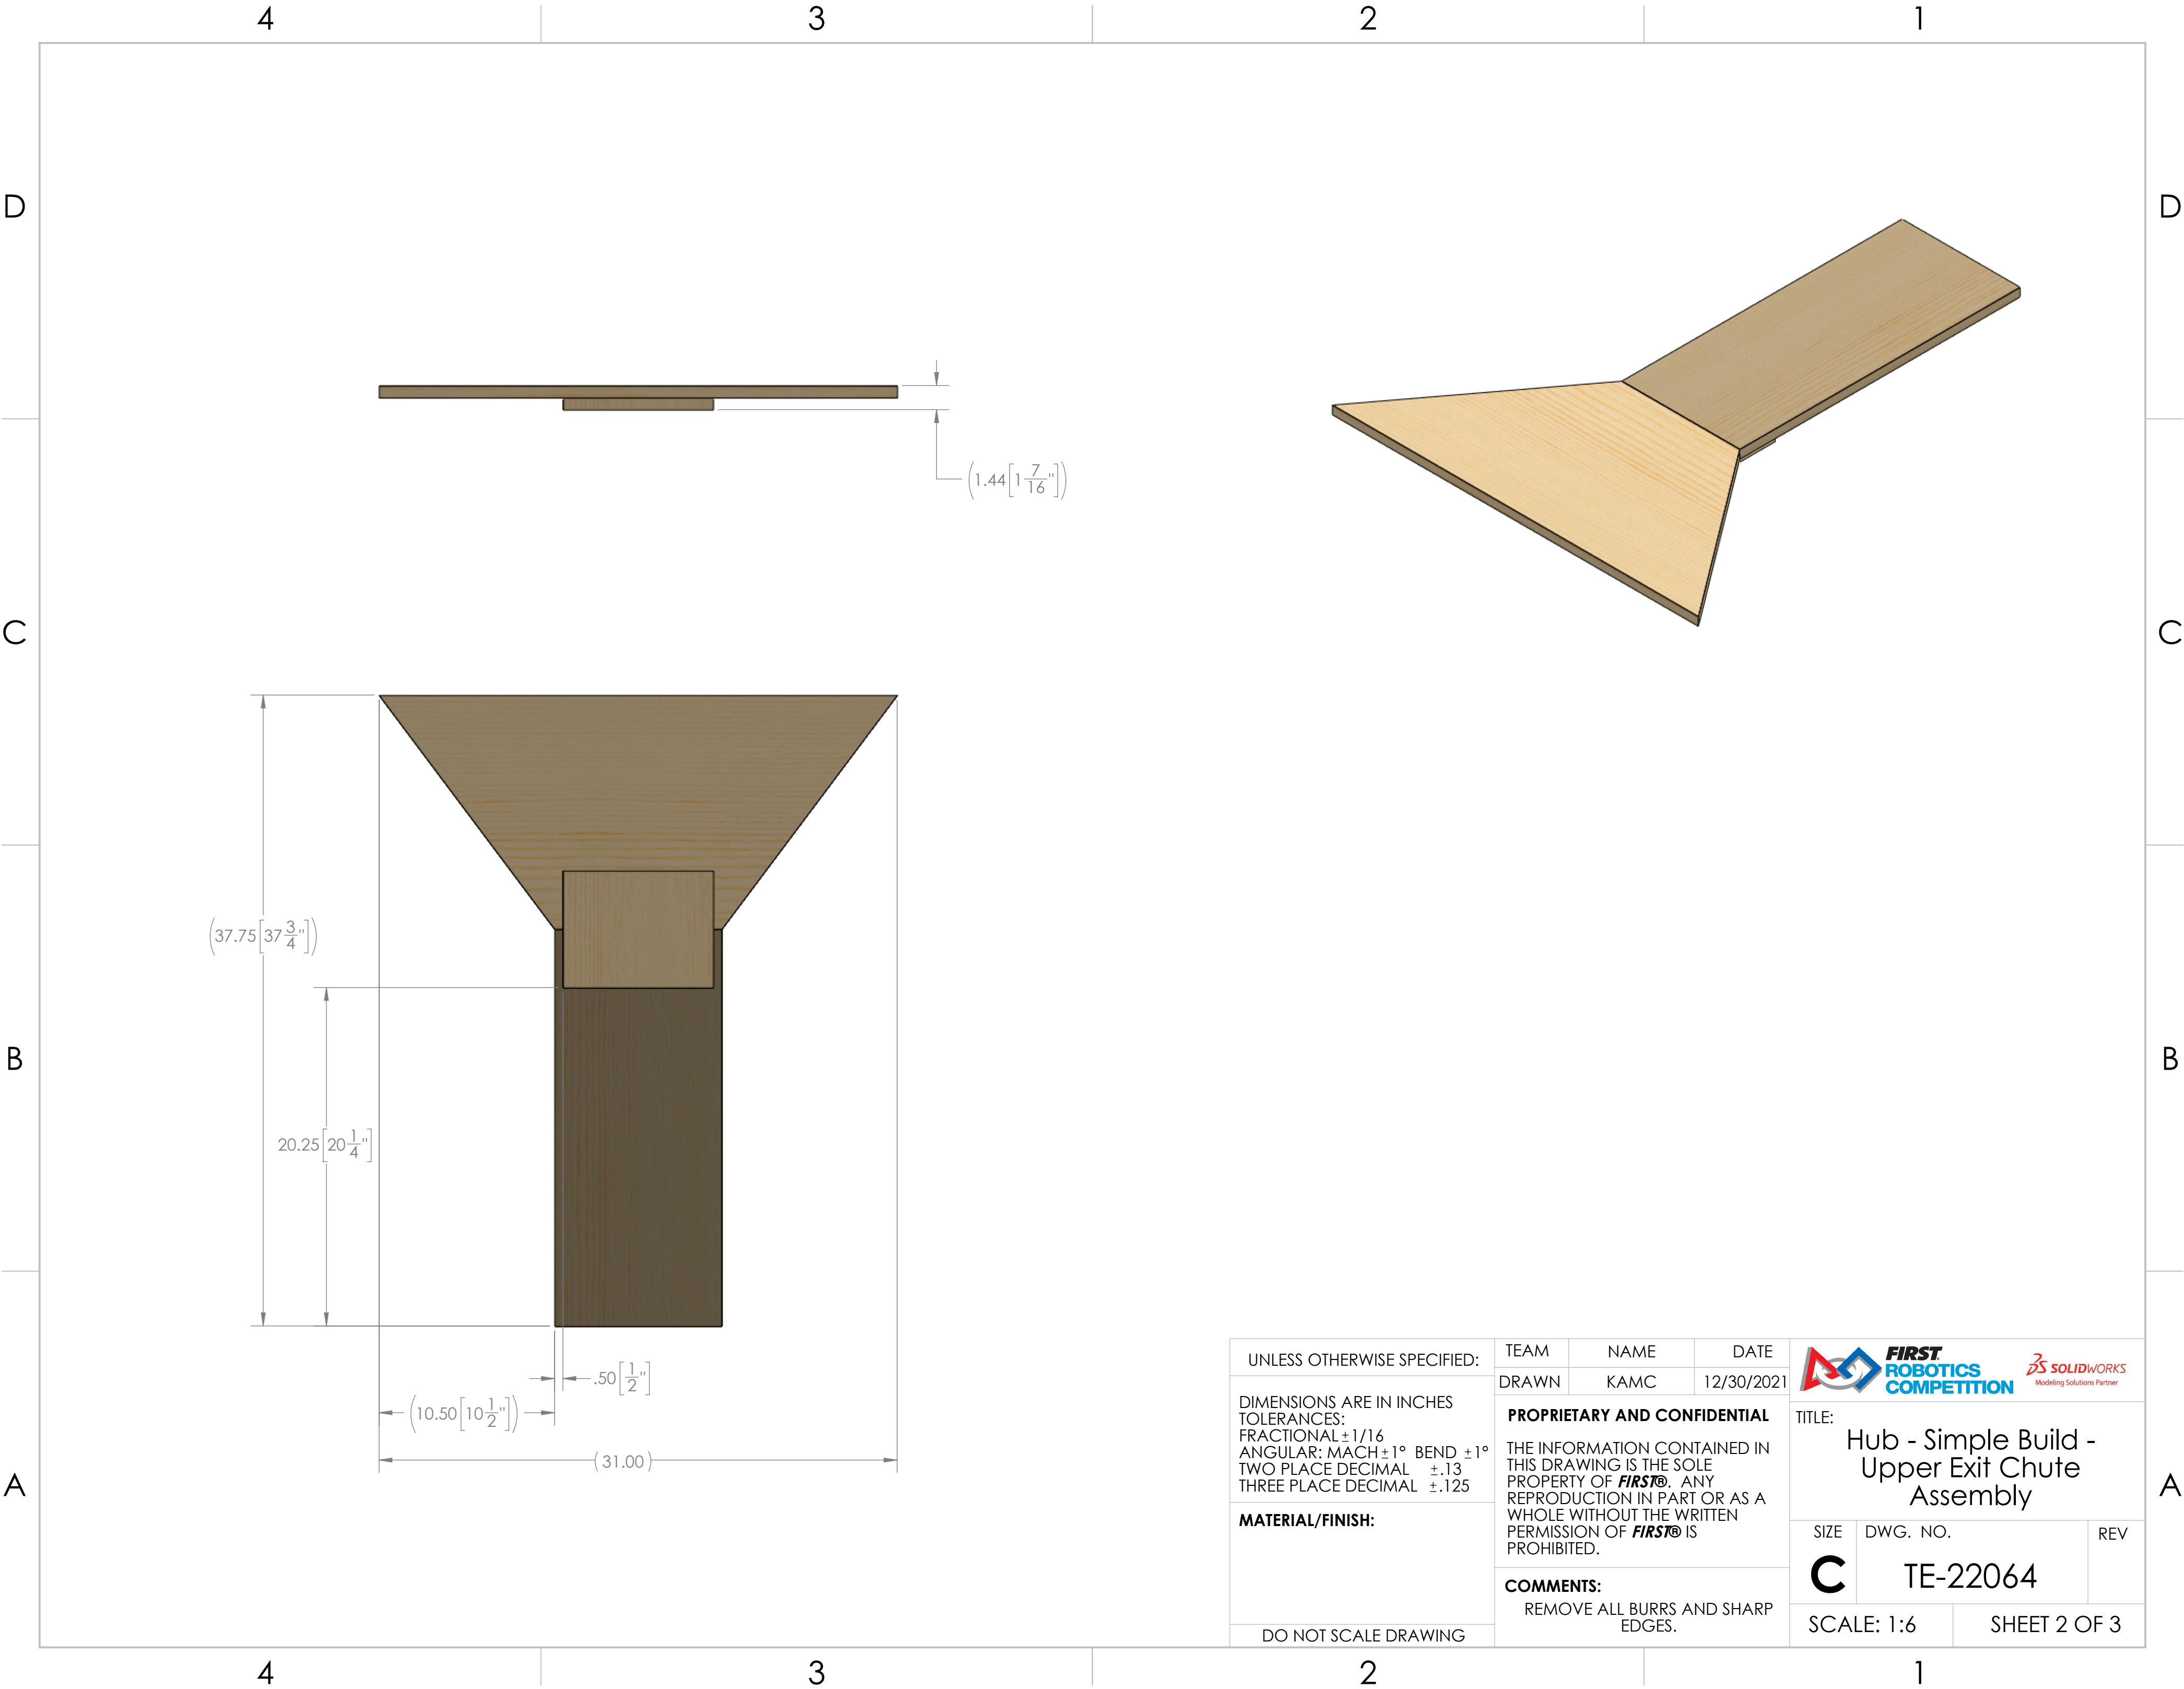 4 3 2 1
D D
(1.44[1 7/16"])
C C
(37.75[37 3/4"])
B B
20.25[20 1/4"]
.50[1/2"]
(10.50[10 1/2"])
(31.00)
A A
UNLESS OTHERWISE SPECIFIED:
DIMENSIONS ARE IN INCHES
TOLERANCES:
FRACTIONAL±1/16
ANGULAR: MACH±1° BEND ±1°
TWO PLACE DECIMAL ±.13
THREE PLACE DECIMAL ±.125
MATERIAL/FINISH:
DO NOT SCALE DRAWING
TEAM NAME DATE
DRAWN KAMC 12/30/2021
PROPRIETARY AND CONFIDENTIAL
THE INFORMATION CONTAINED IN
THIS DRAWING IS THE SOLE
PROPERTY OF FIRST®. ANY
REPRODUCTION IN PART OR AS A
WHOLE WITHOUT THE WRITTEN
PERMISSION OF FIRST® IS
PROHIBITED.
COMMENTS:
REMOVE ALL BURRS AND SHARP
EDGES.
FIRST
ROBOTICS
COMPETITION
SOLIDWORKS
Modeling Solutions Partner
TITLE:
Hub - Simple Build -
Upper Exit Chute
Assembly
SIZE DWG. NO. REV
C TE-22064
SCALE: 1:6 SHEET 2 OF 3
4 3 2 1